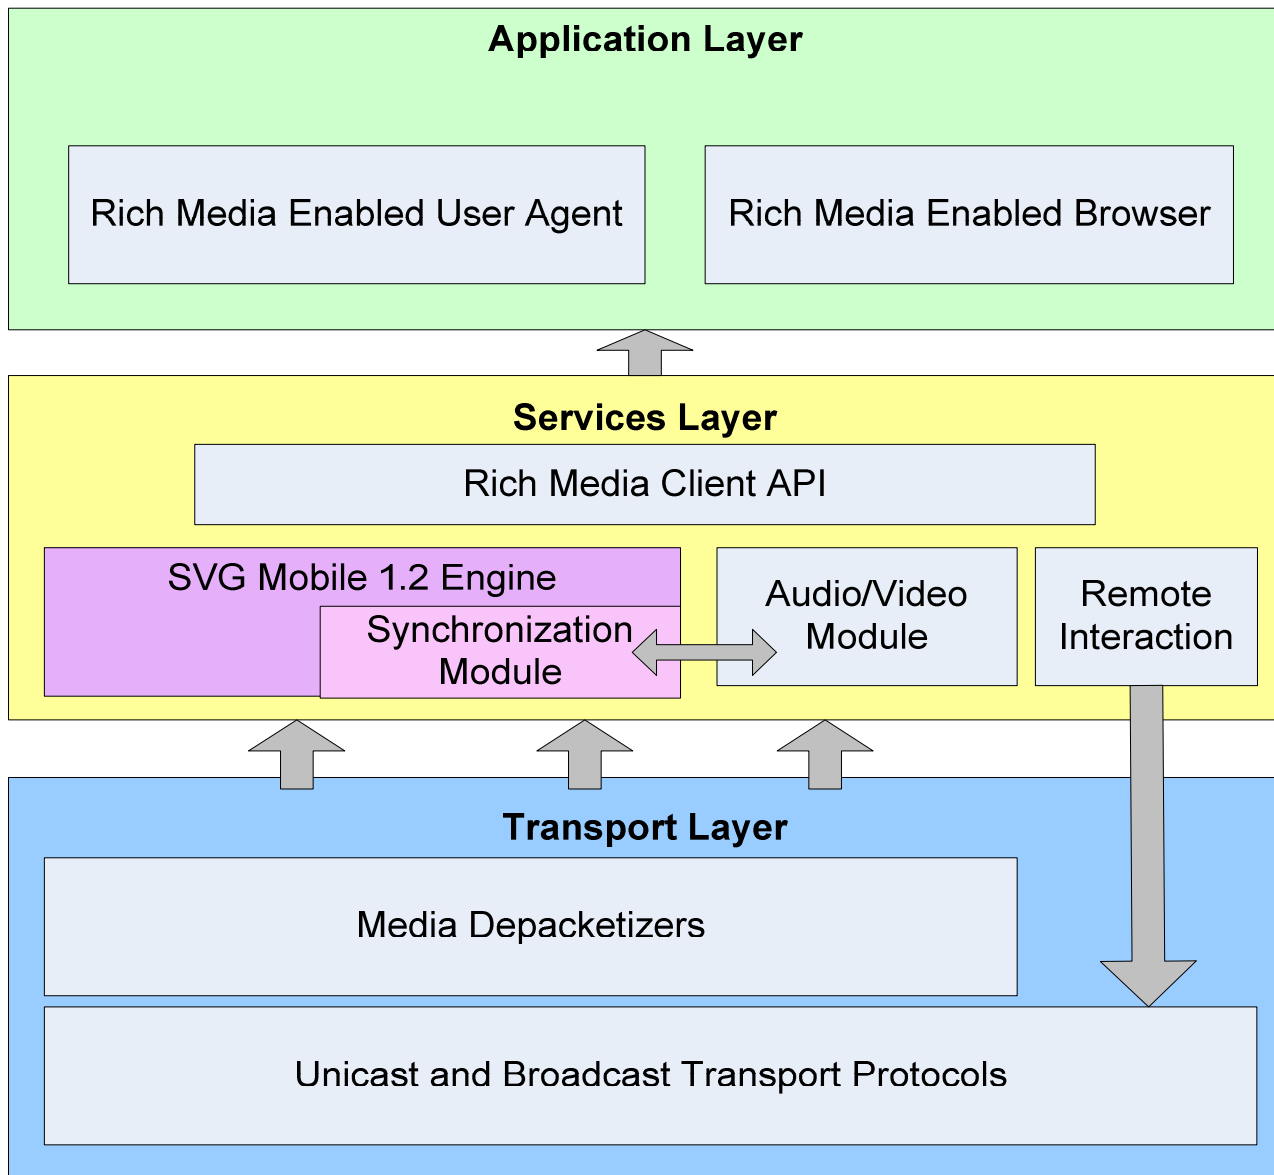 Application Layer
Rich Media Enabled User Agent
Rich Media Enabled Browser
Services Layer
Rich Media Client API
SVG Mobile 1.2 Engine
Synchronization
Module
Audio/Video
Module
Remote
Interaction
Transport Layer
Media Depacketizers
Unicast and Broadcast Transport Protocols